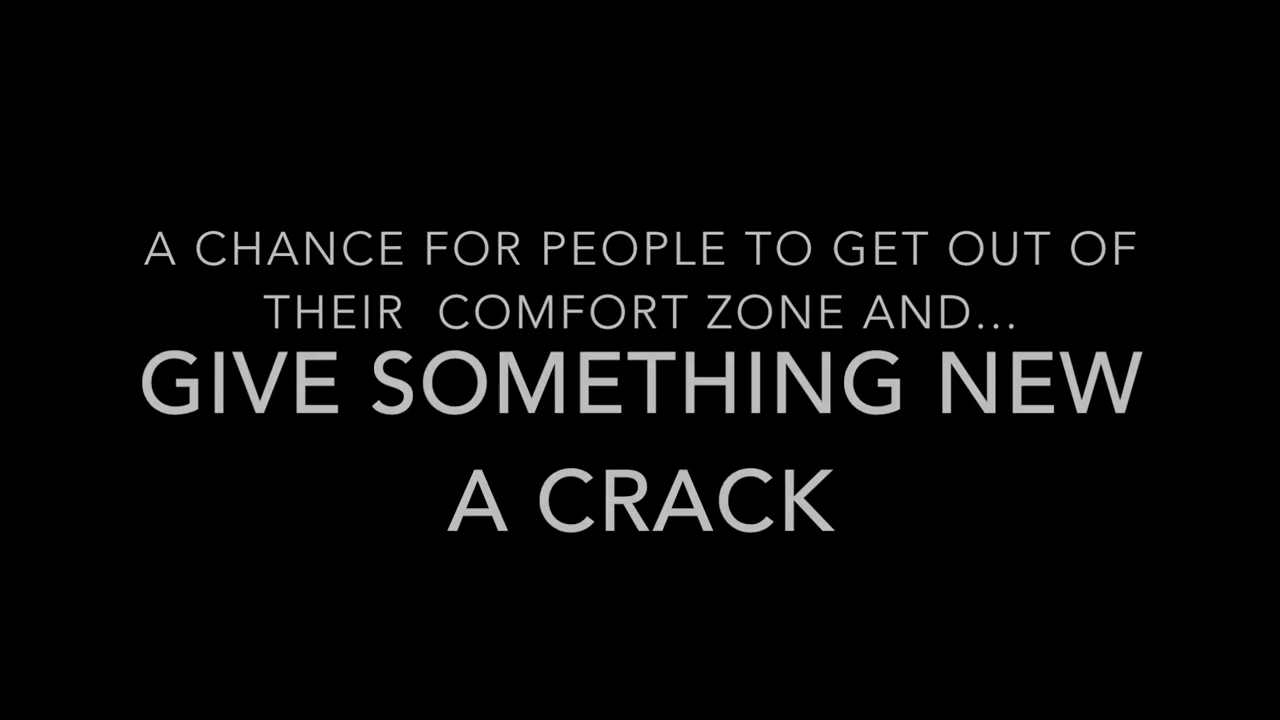 A CHANCE FOR PEOPLE TO GET OUT OF
THEIR  COMFORT ZONE AND...
GIVE SOMETHING NEW
A CRACK